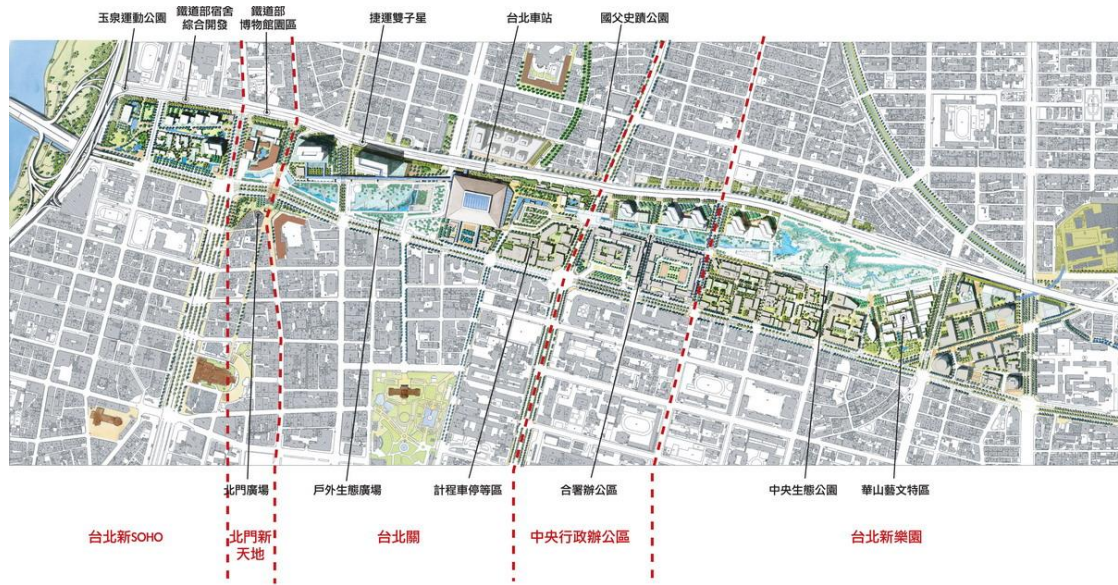 玉泉運動公園
鐵道部宿舍
綜合開發
鐵道部
博物館園區
捷運雙子星
台北車站
國父史蹟公園
北門廣場
戶外生態廣場
計程車停等區
合署辦公區
中央生態公園
華山藝文特區
台北新SOHO
北門新
天地
台北關
中央行政辦公區
台北新樂園